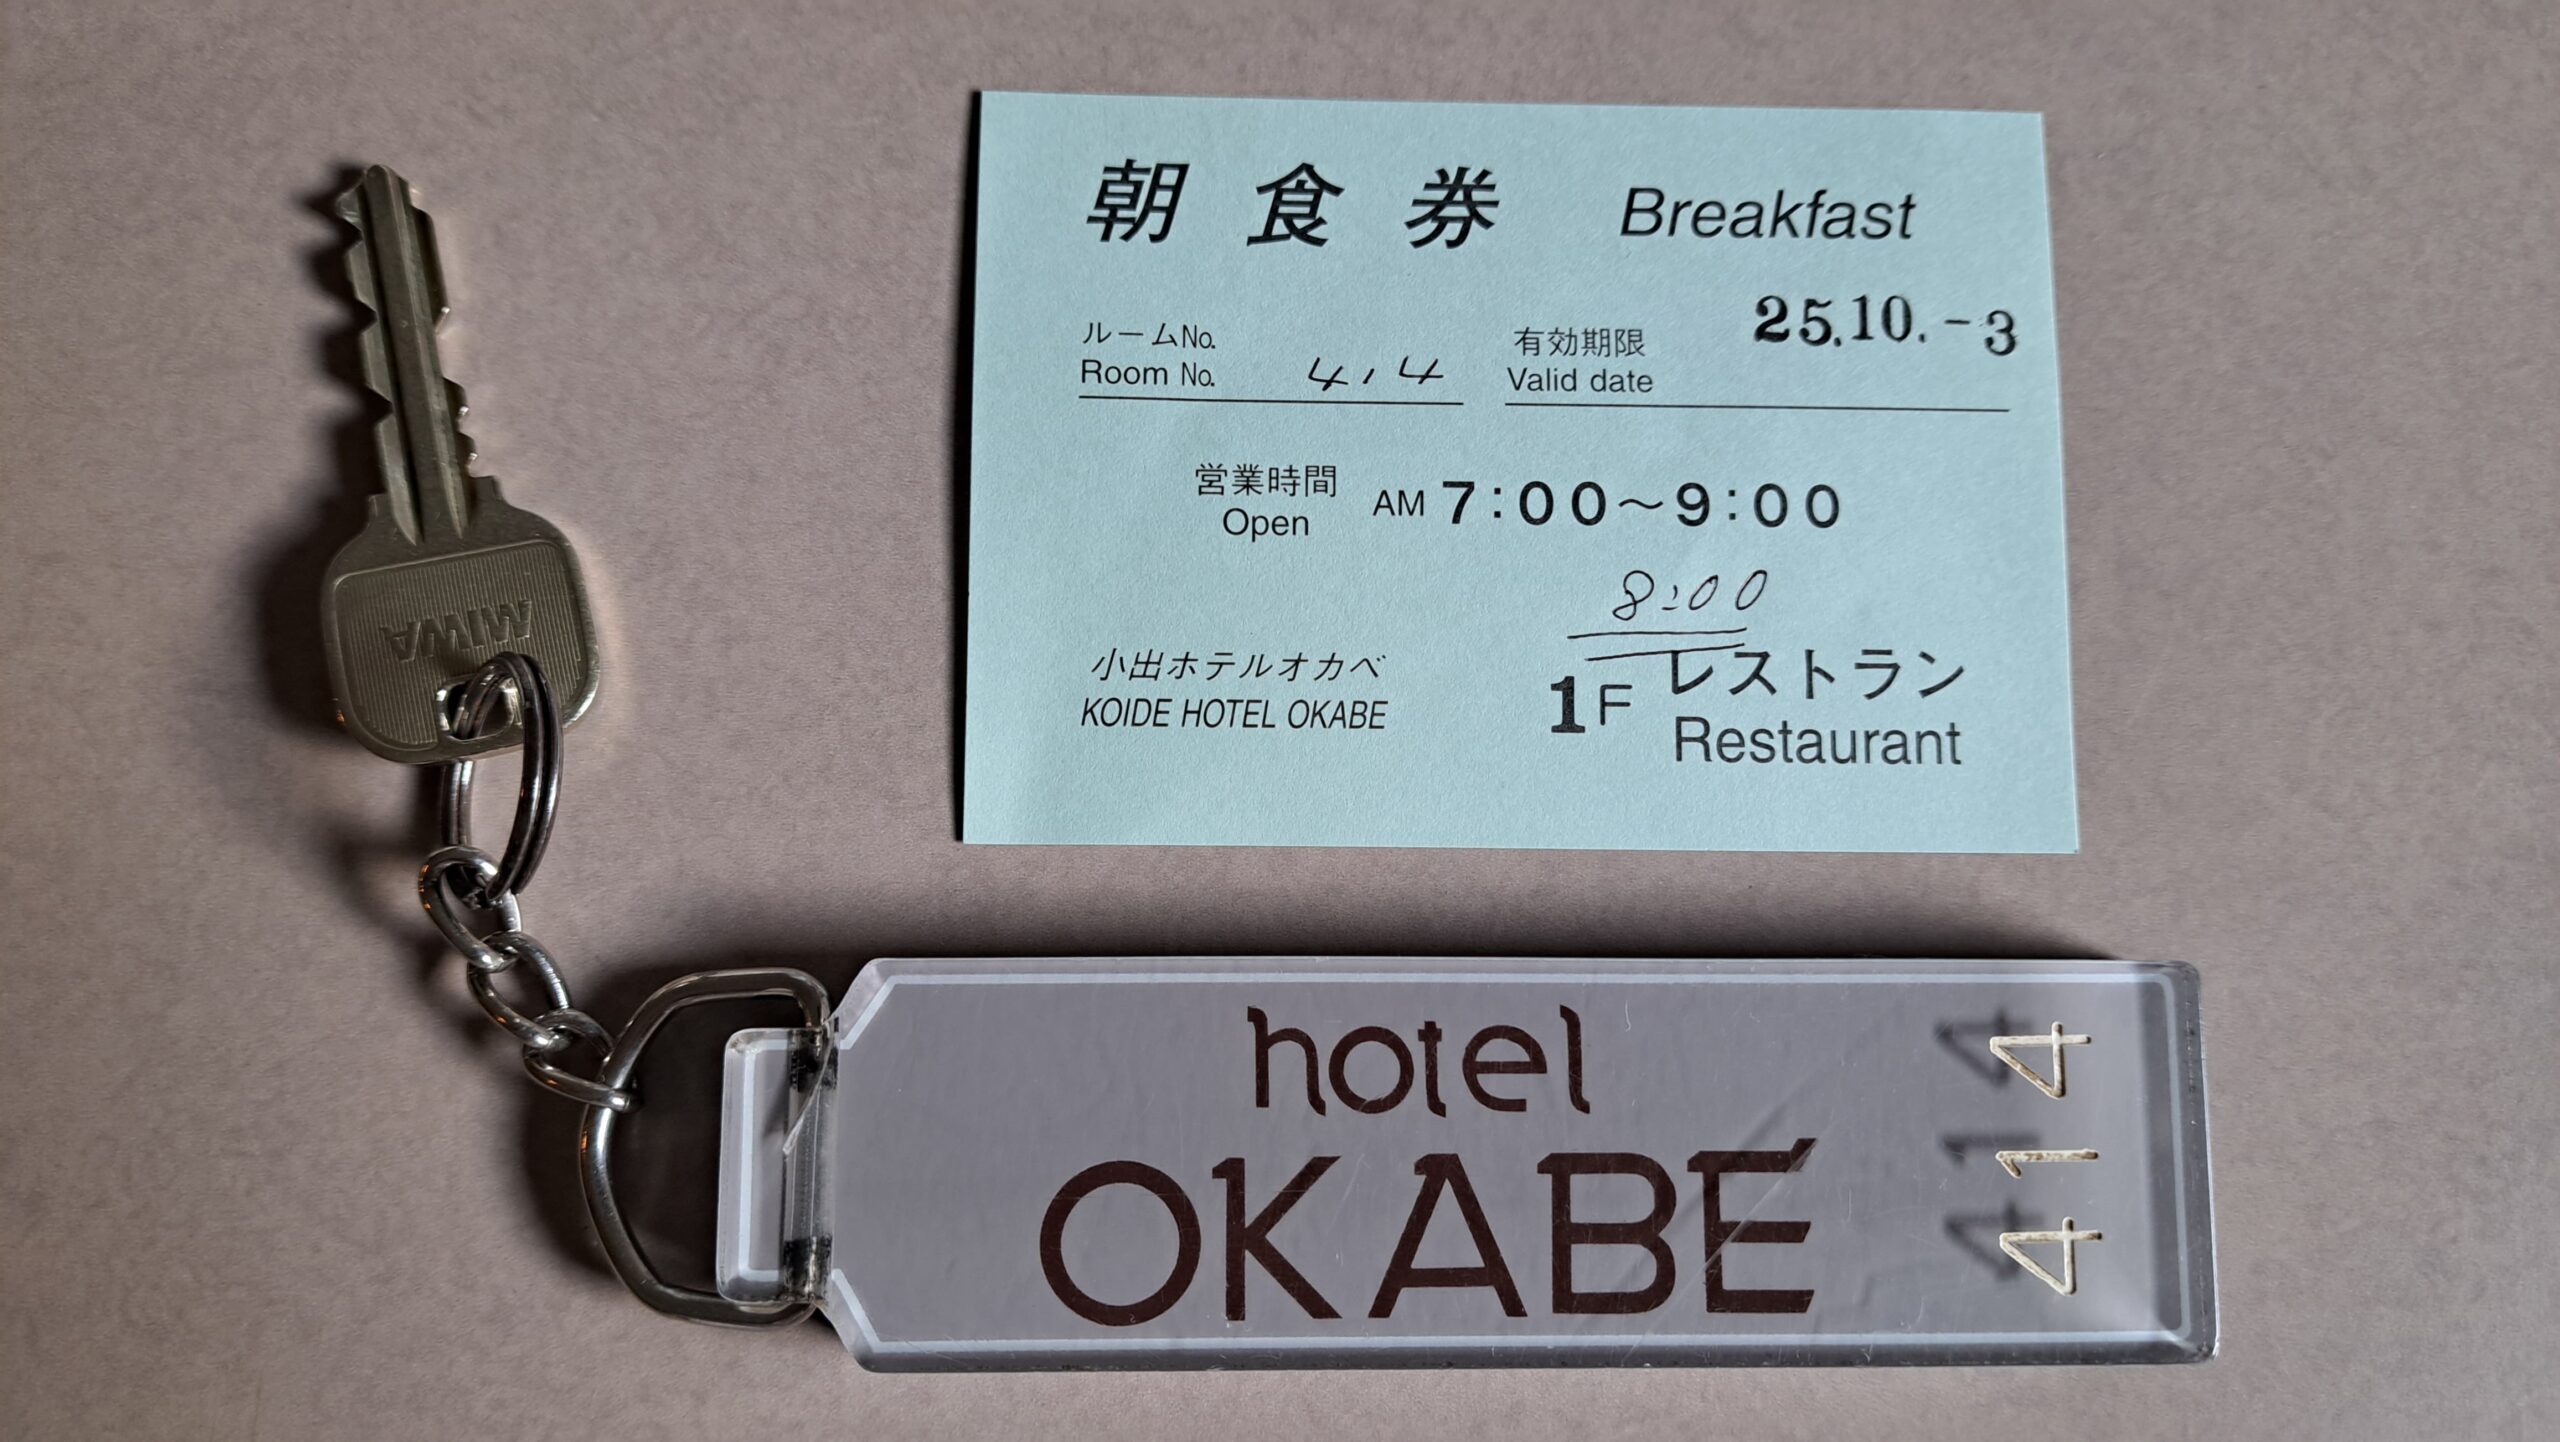 朝食券 Breakfast
ルームNo.
Room No. 414
有効期限
Valid date 25.10.-3
営業時間
Open AM 7:00～9:00
8:00
小出ホテルオカベ
KOIDE HOTEL OKABE
1F レストラン
Restaurant
MIWA
hotel
OKABE
414